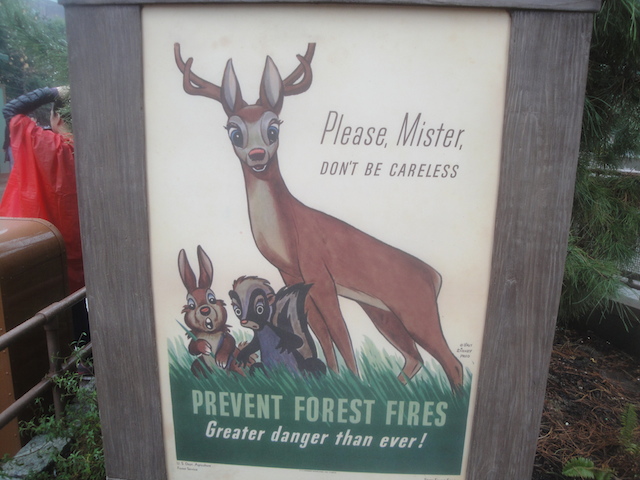 Please, Mister,
DON'T BE CARELESS
PREVENT FOREST FIRES
Greater danger than ever!